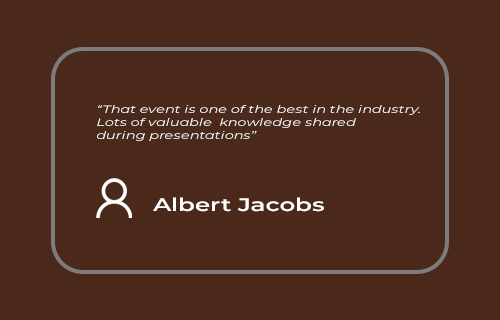 “That event is one of the best in the industry.
Lots of valuable  knowledge shared
during presentations”
Albert Jacobs